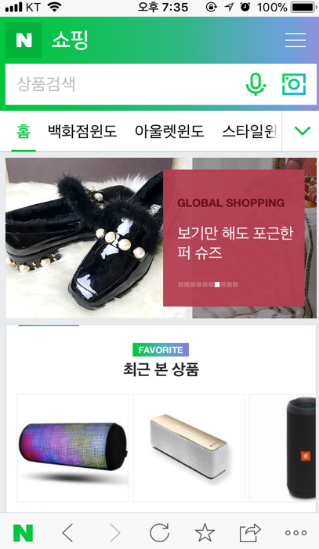 KT 오후 7:35 100%
N 쇼핑
상품검색
홈 백화점윈도 아울렛윈도 스타일윈
GLOBAL SHOPPING
보기만 해도 포근한
퍼 슈즈
FAVORITE
최근 본 상품
N